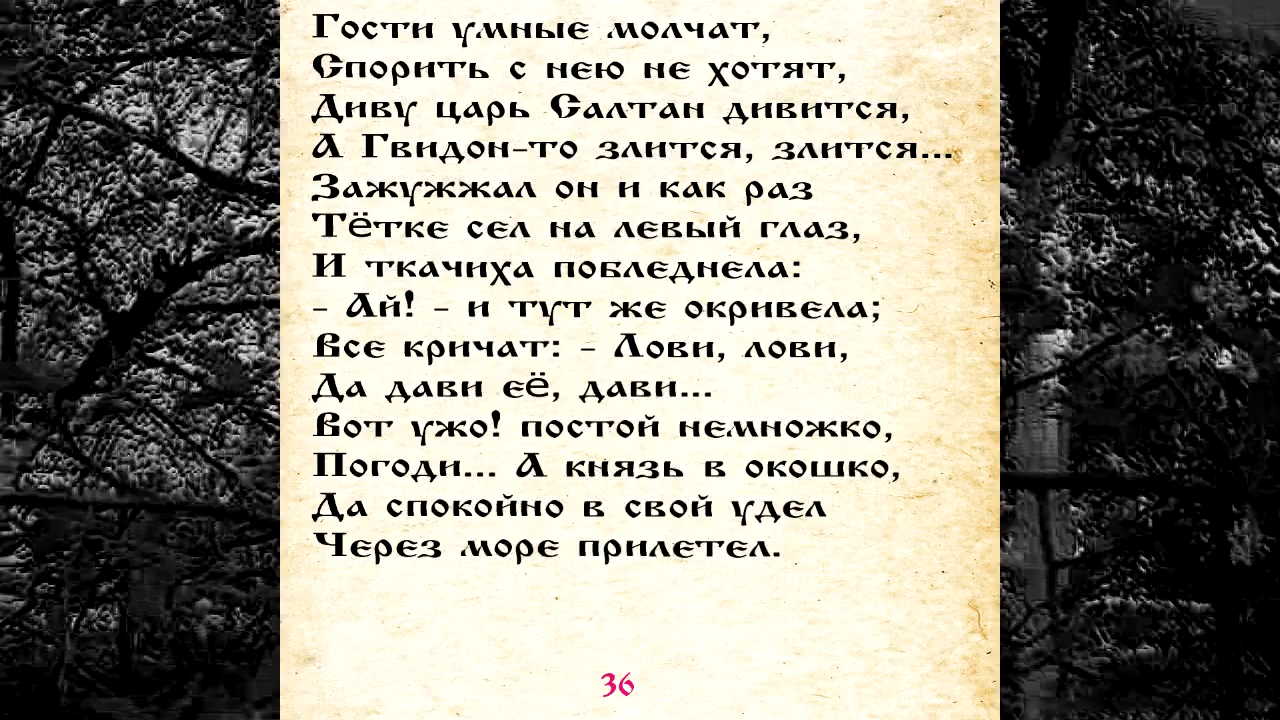 Гости умные молчат,
Спорить с нею не хотят,
Диву царь Салтан дивится,
А Гвидон-то злится, злится...
Зажужжал он и как раз
Тётке сел на левый глаз,
И ткачиха побледнела:
- Ай! - и тут же окривела;
Все кричат: - Лови, лови,
Да дави её, дави...
Вот ужо! постой немножко,
Погоди... А князь в окошко,
Да спокойно в свой удел
Через море прилетел.
36